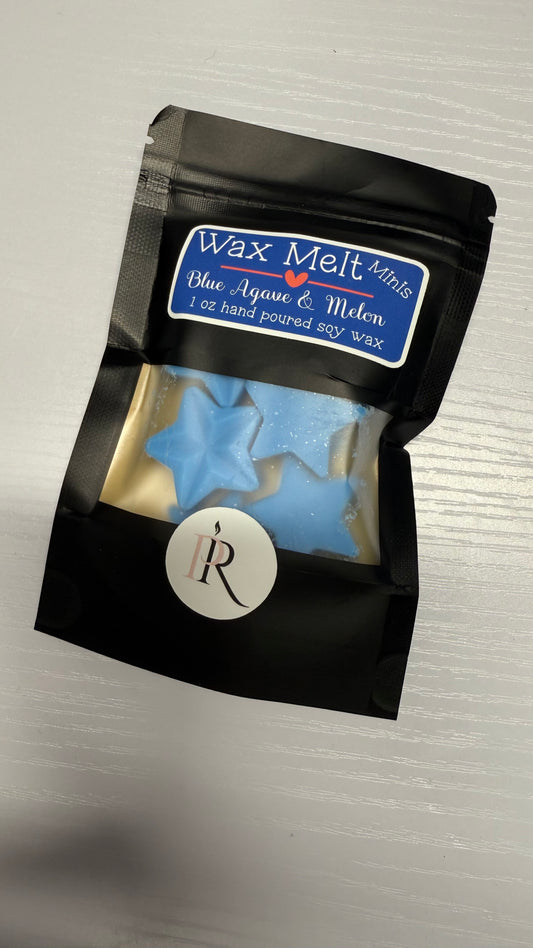 Wax Melt Minis
Blue Agave & Melon
1 oz hand poured soy wax
PR